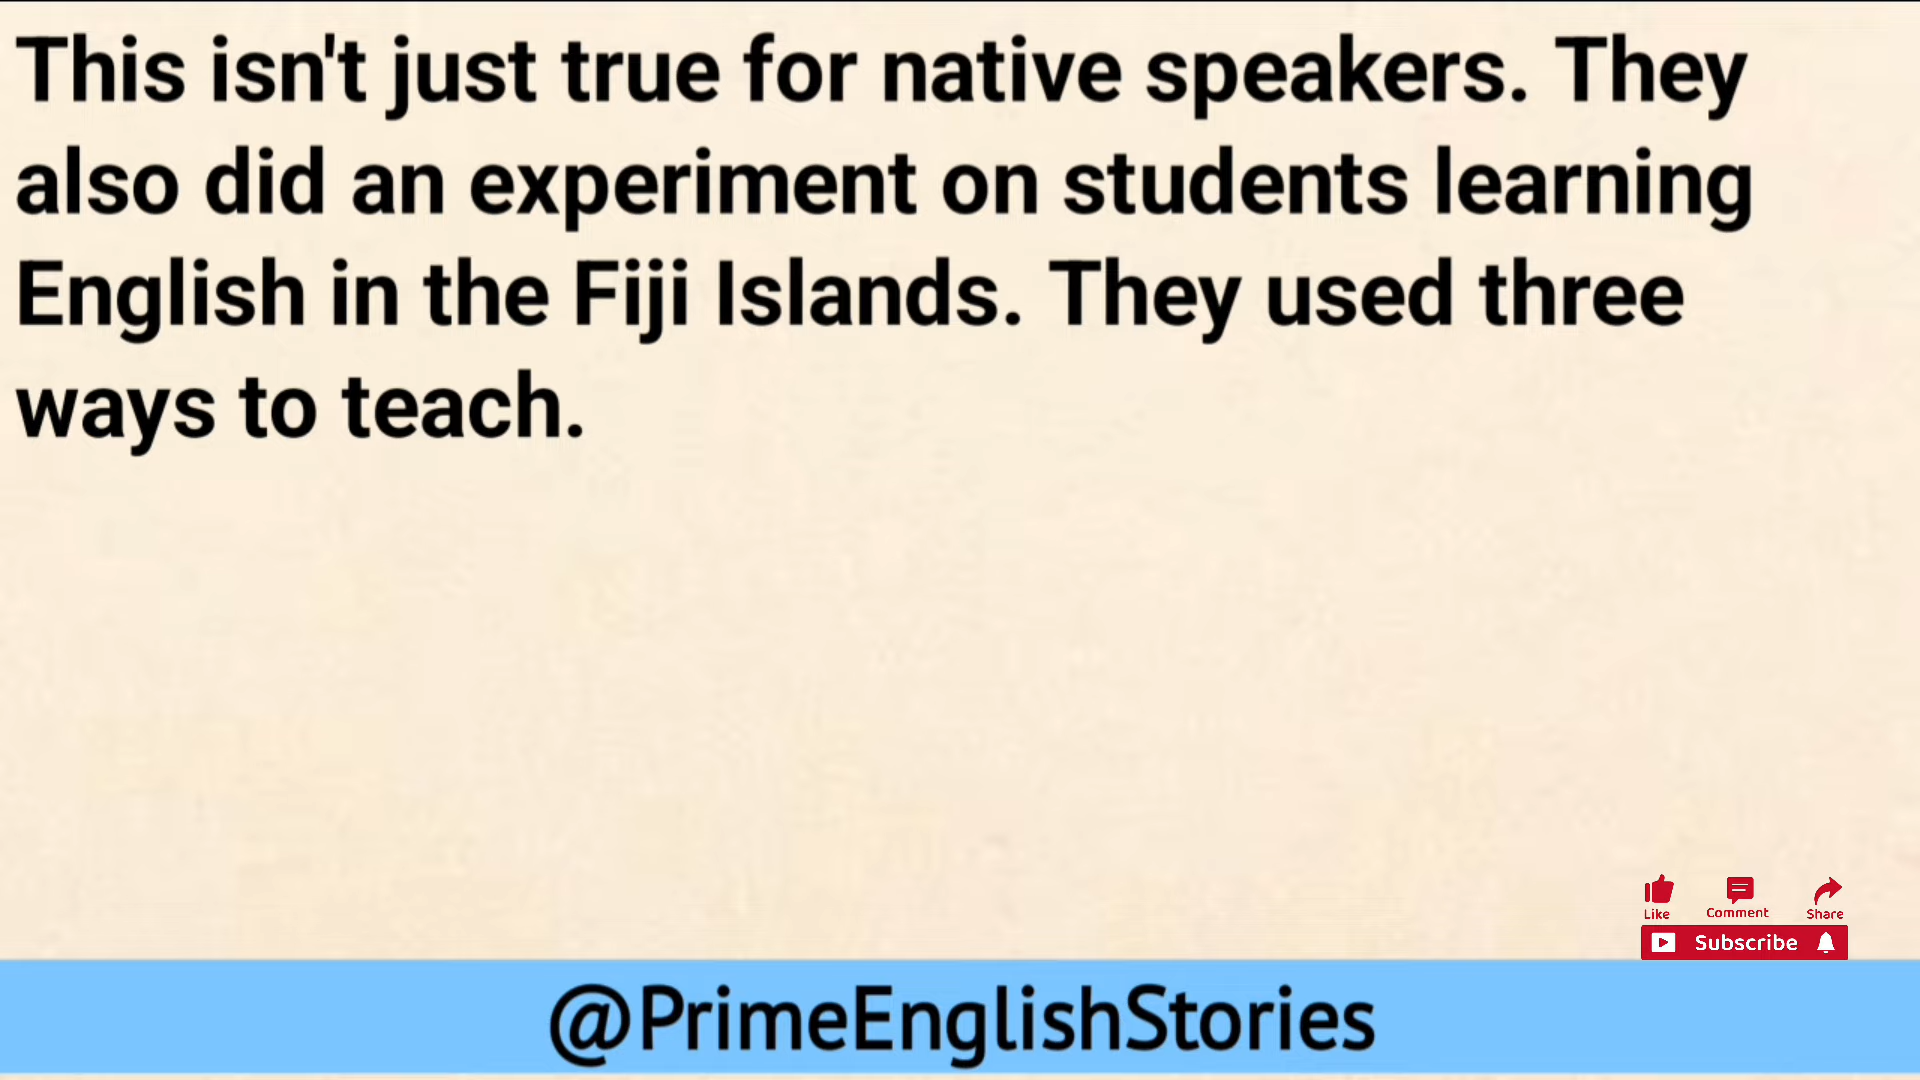 This isn't just true for native speakers. They
also did an experiment on students learning
English in the Fiji Islands. They used three
ways to teach.
Like Comment Share
Subscribe
@PrimeEnglishStories